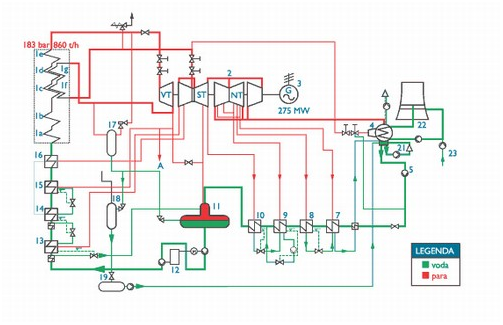 183 bar 860 t/h
1e
1d
1g
1c
1f
1b
1a
VT
ST
2
NT
G
3
275 MW
4
22
21
23
5
17
16
A
15
18
14
11
13
12
10
9
8
7
19
LEGENDA
voda
para